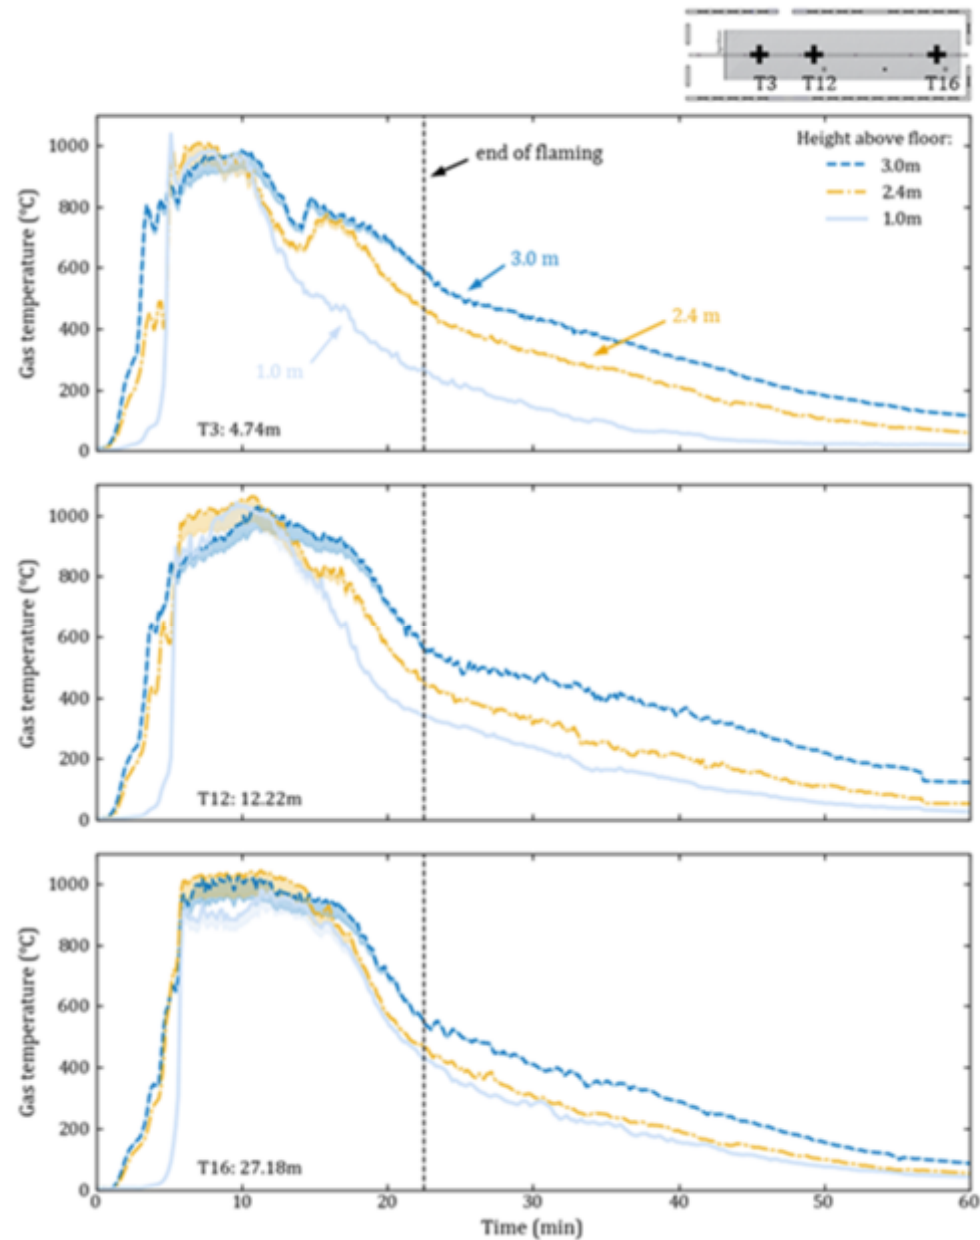 T3 T12 T16
Height above floor:
3.0m
2.4m
1.0m
end of flaming
3.0 m
2.4 m
1.0 m
T3: 4.74m
Gas temperature (°C)
1000
800
600
400
200
0
T12: 12.22m
Gas temperature (°C)
1000
800
600
400
200
0
T16: 27.18m
Gas temperature (°C)
1000
800
600
400
200
0
0 10 20 30 40 50 60
Time (min)